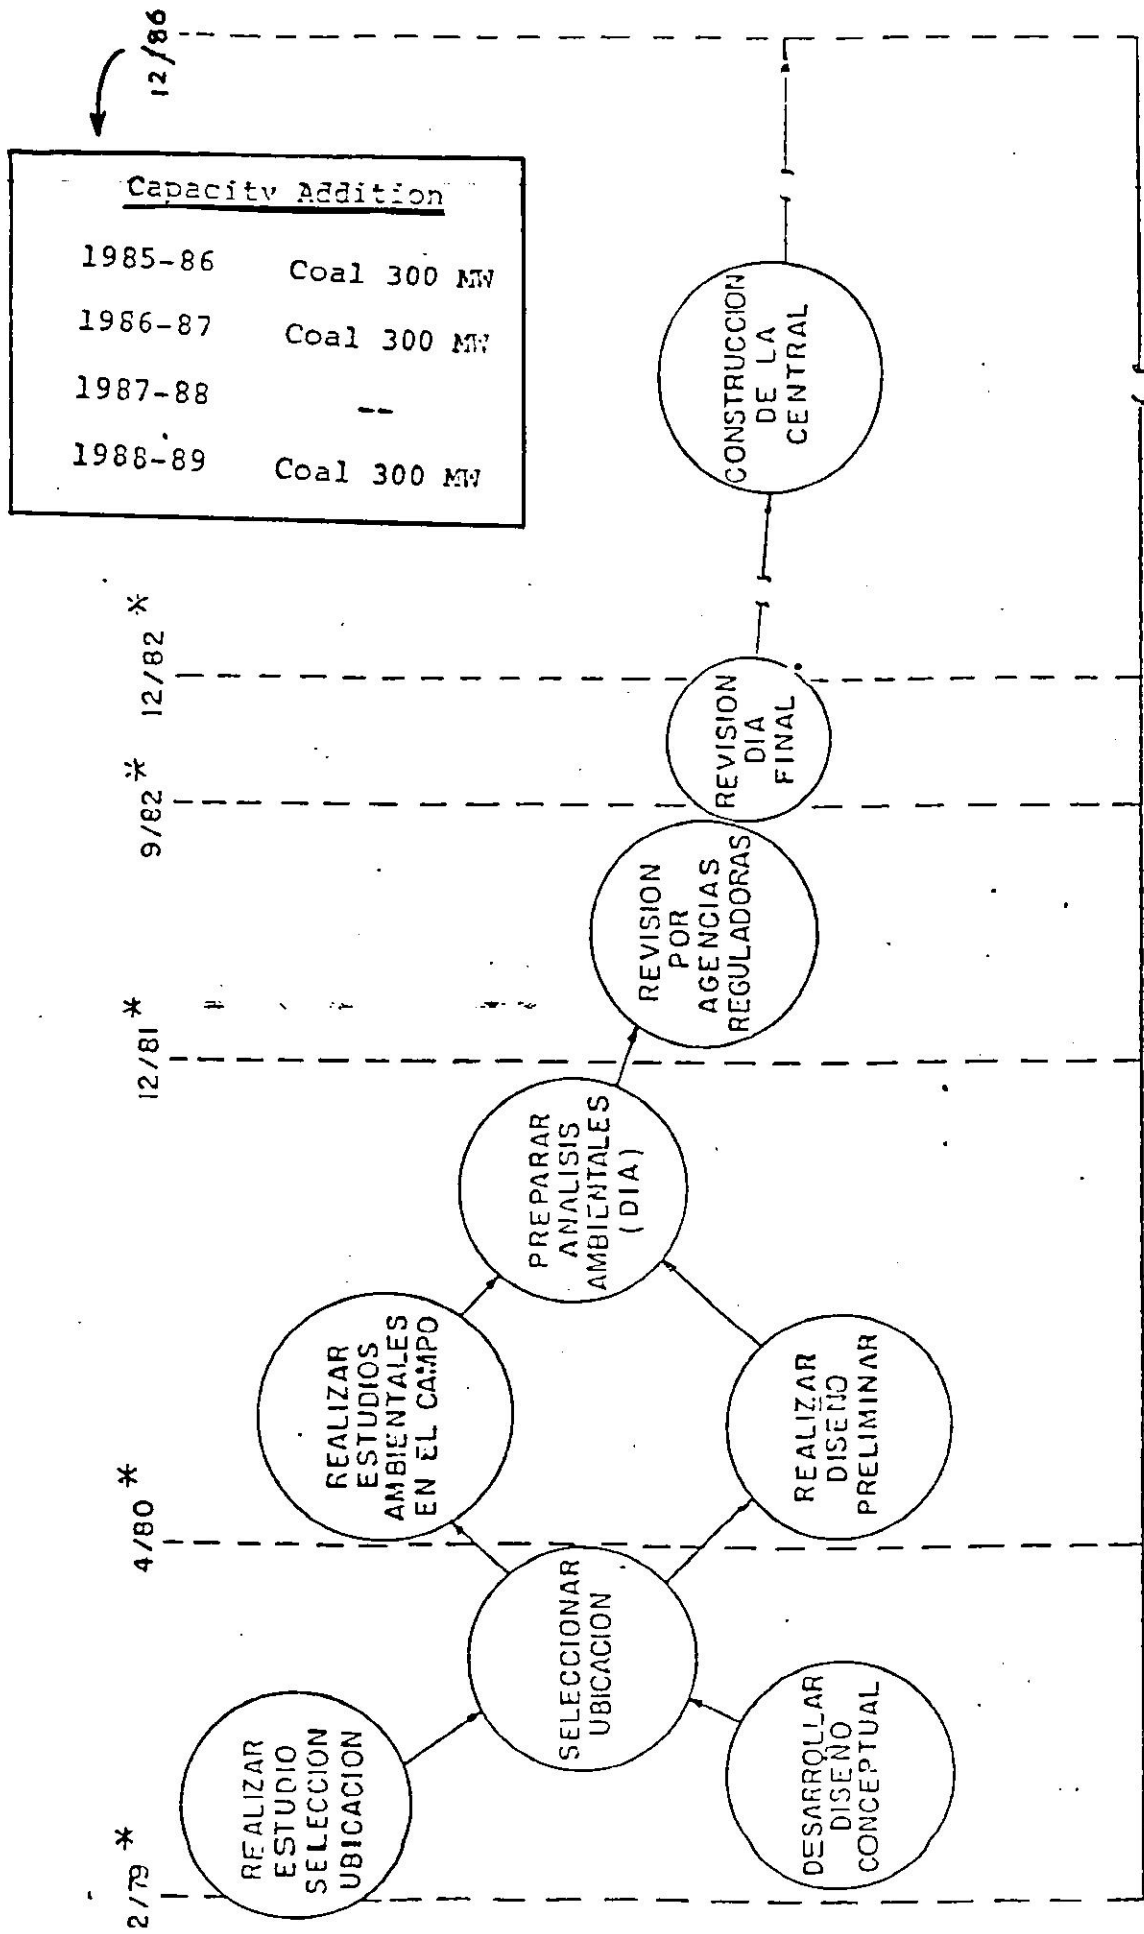 2/79 *
4/80 *
12/81 *
9/82 *
12/82 *
12/86
Capacity Addition
1985-86 Coal 300 MW
1986-87 Coal 300 MW
1987-88 --
1988-89 Coal 300 MW
REALIZAR
ESTUDIO
SELECCION
UBICACION
DESARROLLAR
DISEÑO
CONCEPTUAL
SELECCIONAR
UBICACION
REALIZAR
ESTUDIOS
AMBIENTALES
EN EL CAMPO
REALIZAR
DISEÑO
PRELIMINAR
PREPARAR
ANALISIS
AMBIENTALES
(DIA)
REVISION
POR
AGENCIAS
REGULADORAS
REVISION
DIA
FINAL
CONSTRUCCION
DE LA
CENTRAL